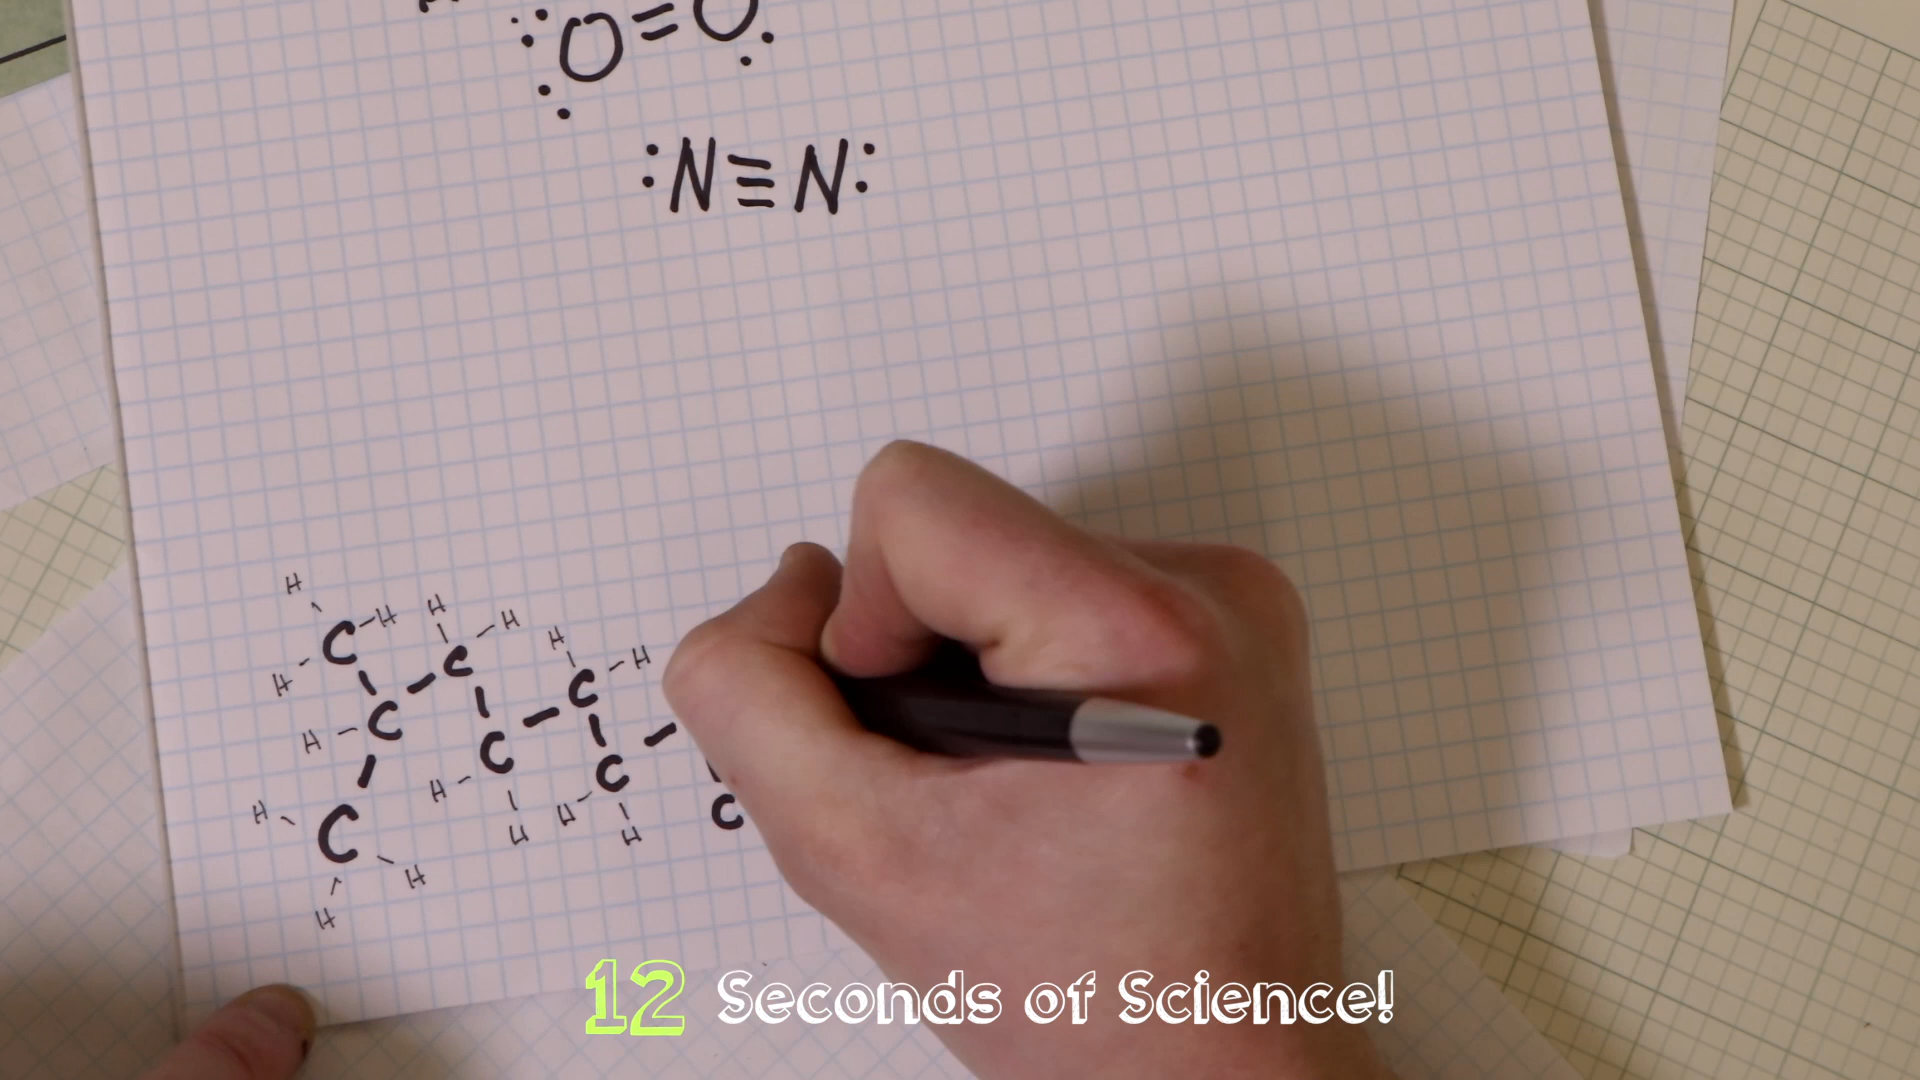 :O=O:
:N≡N:
H
C-H H
H C-H H
H-C-C C-H
H-C C-C-
H C H-C H-C C
H H H
H
12 Seconds of Science!